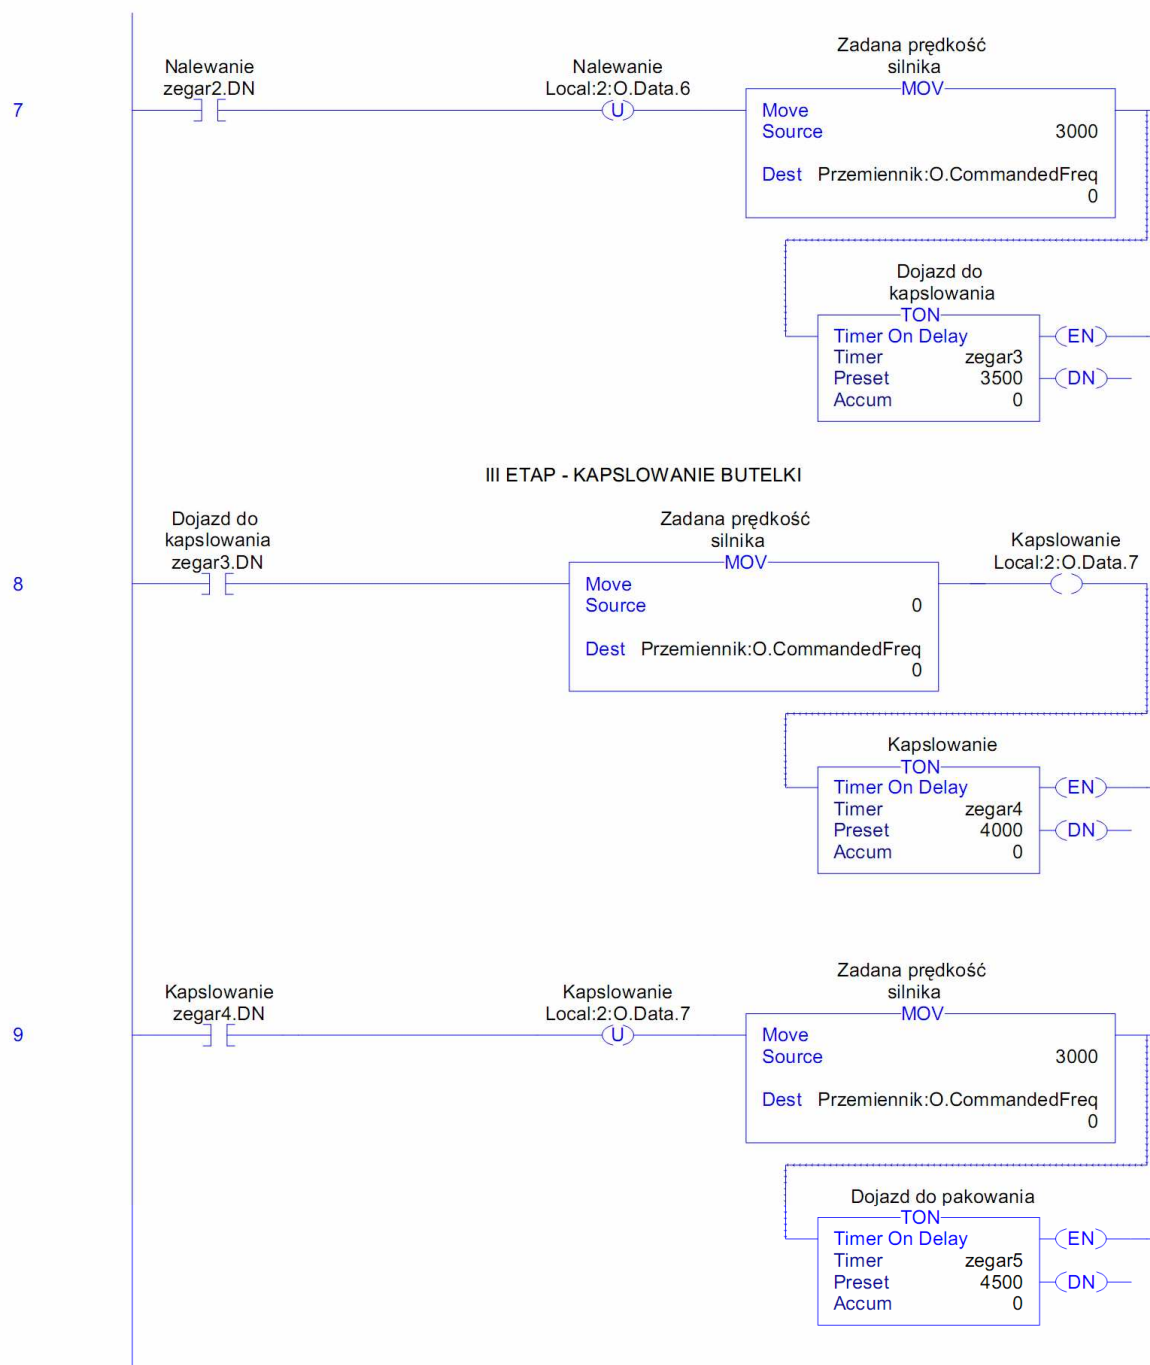 7
Nalewanie
zegar2.DN
Nalewanie
Local:2:O.Data.6
U
Zadana prędkość
silnika
MOV
Move
Source 3000
Dest Przemiennik:O.CommandedFreq
0
Dojazd do
kapslowania
TON
Timer On Delay EN
Timer zegar3
Preset 3500 DN
Accum 0
III ETAP - KAPSLOWANIE BUTELKI
8
Dojazd do
kapslowania
zegar3.DN
Zadana prędkość
silnika
MOV
Move
Source 0
Dest Przemiennik:O.CommandedFreq
0
Kapslowanie
Local:2:O.Data.7
Kapslowanie
TON
Timer On Delay EN
Timer zegar4
Preset 4000 DN
Accum 0
9
Kapslowanie
zegar4.DN
Kapslowanie
Local:2:O.Data.7
U
Zadana prędkość
silnika
MOV
Move
Source 3000
Dest Przemiennik:O.CommandedFreq
0
Dojazd do pakowania
TON
Timer On Delay EN
Timer zegar5
Preset 4500 DN
Accum 0